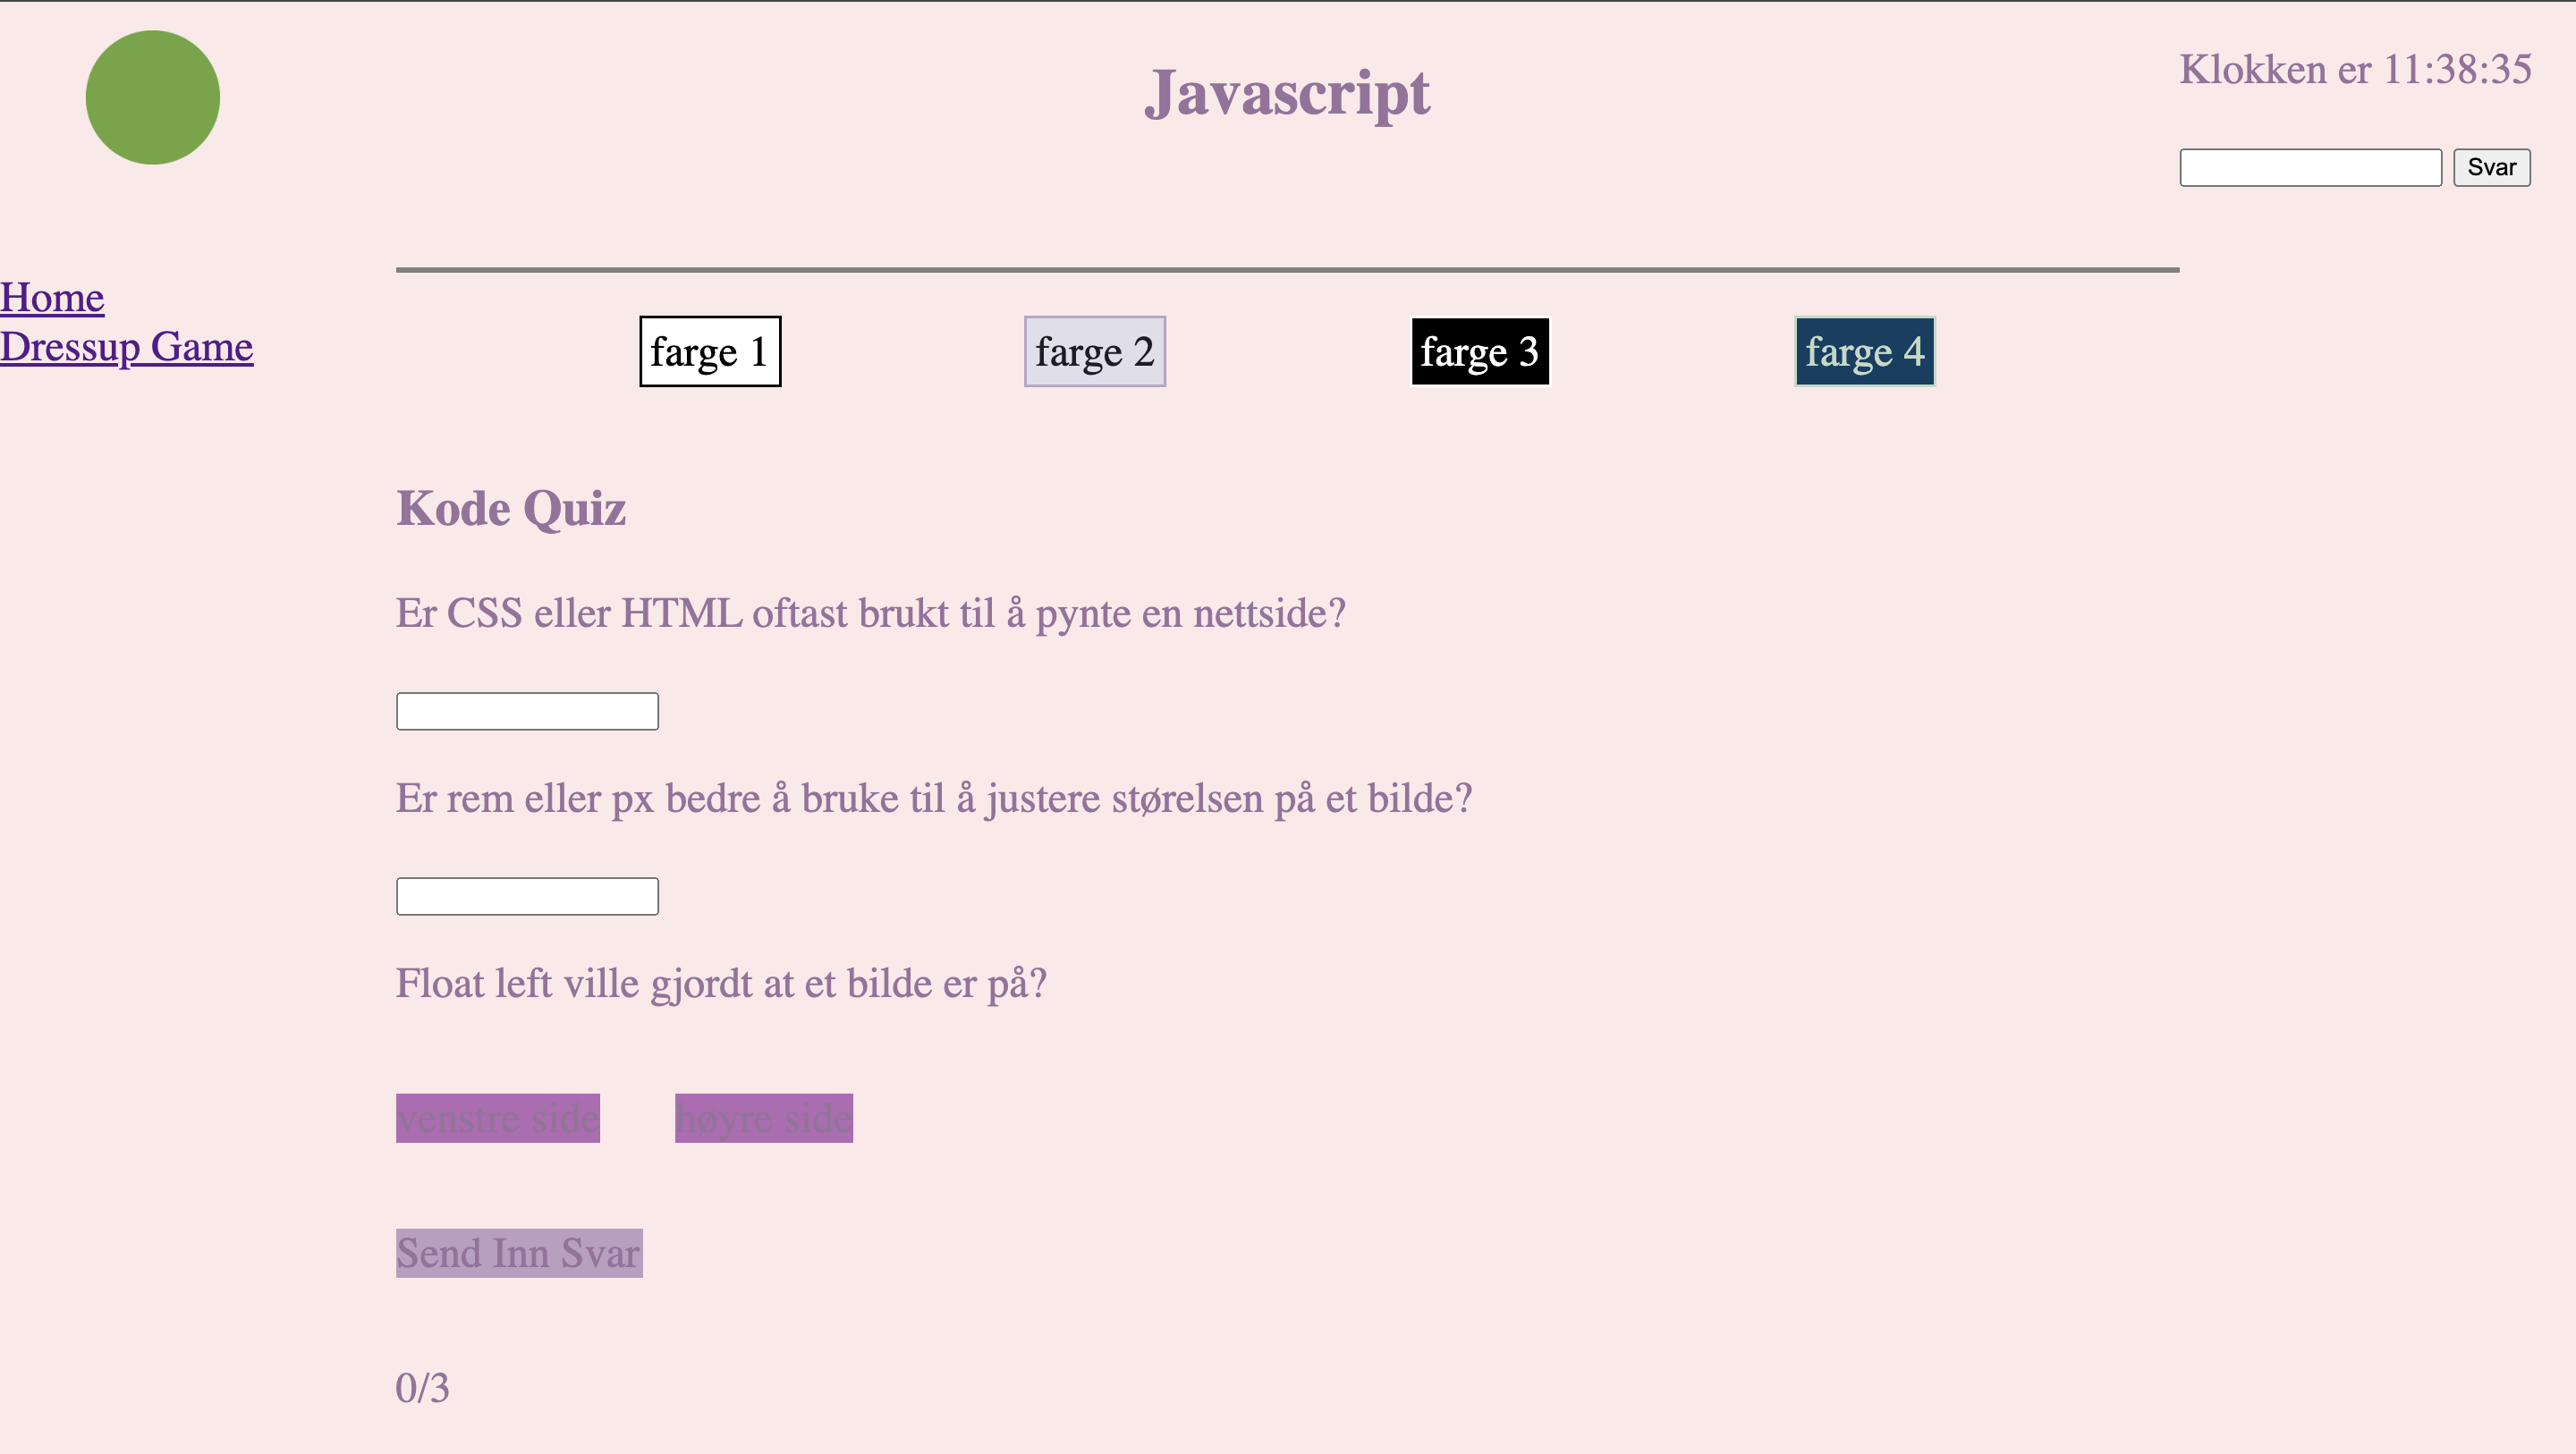 Javascript
Klokken er 11:38:35
Svar
Home
Dressup Game
farge 1
farge 2
farge 3
farge 4
Kode Quiz
Er CSS eller HTML oftast brukt til å pynte en nettside?
Er rem eller px bedre å bruke til å justere størelsen på et bilde?
Float left ville gjordt at et bilde er på?
venstre side
høyre side
Send Inn Svar
0/3